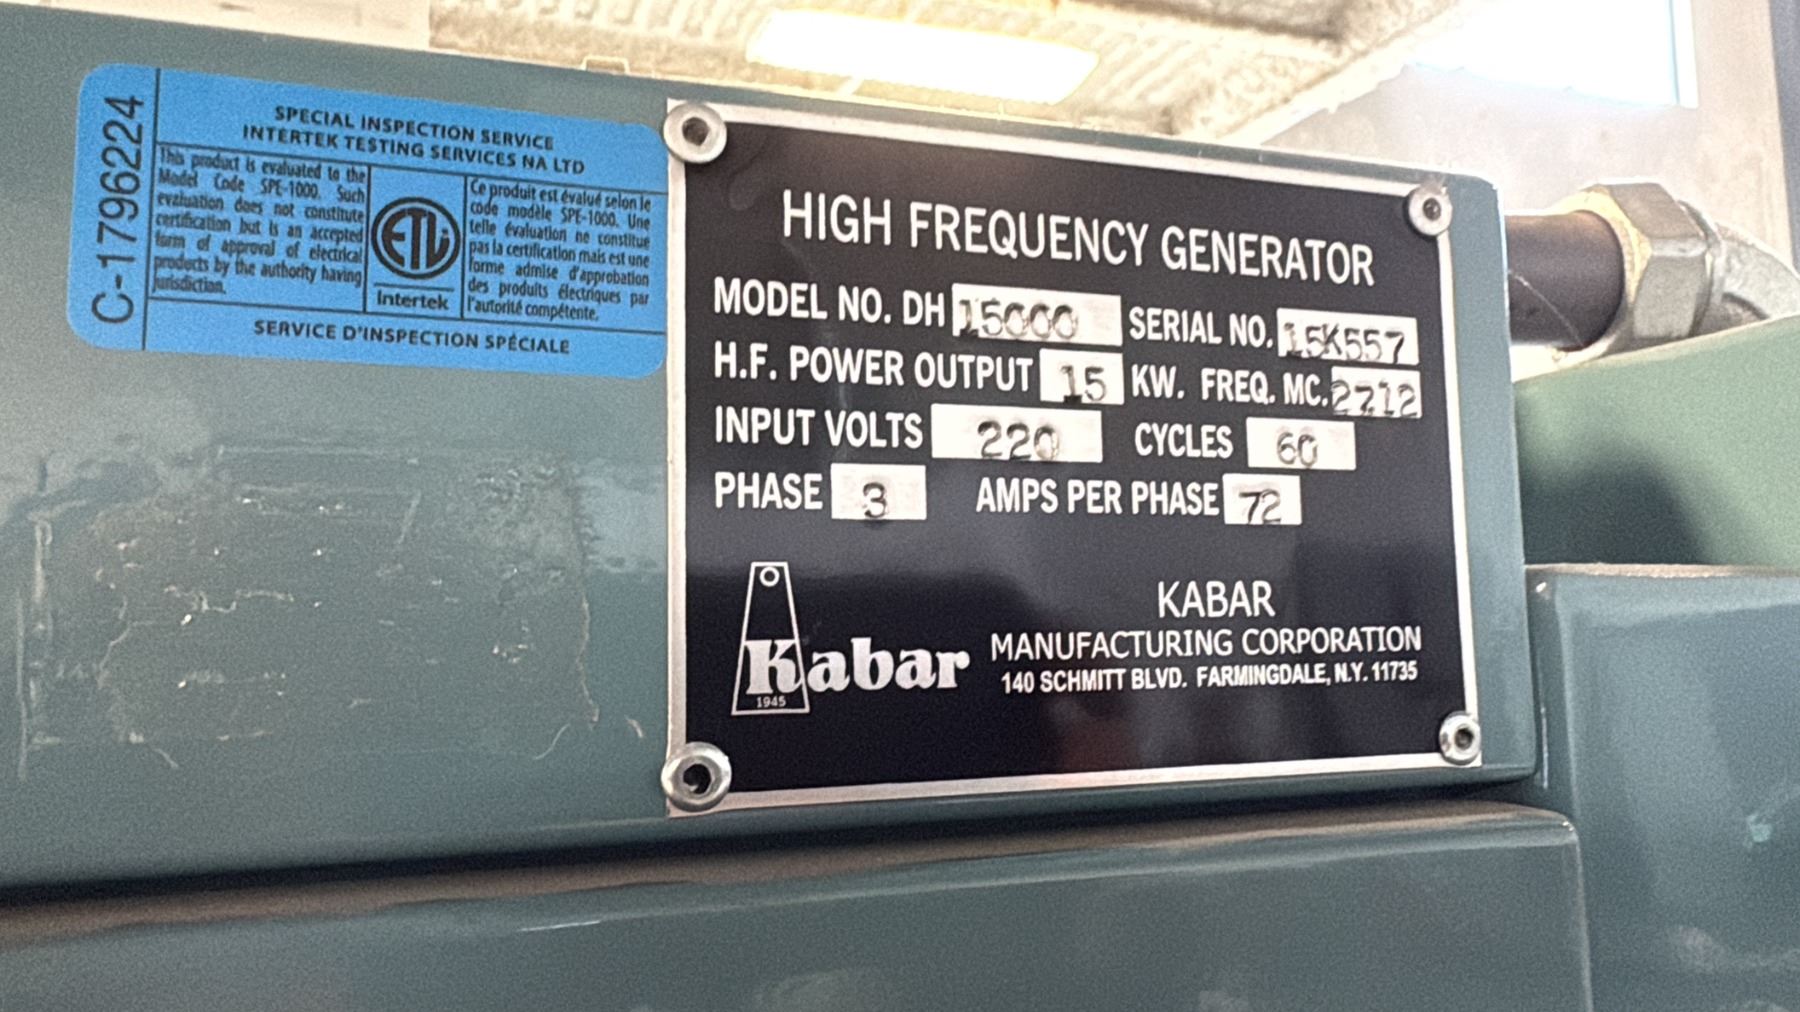 C-1796224
SPECIAL INSPECTION SERVICE
INTERTEK TESTING SERVICES NA LTD
This product is evaluated to the
Model Code SPE-1000. Such
evaluation does not constitute
certification but is an accepted
form of approval of electrical
products by the authority having
jurisdiction.
ETL
Intertek
Ce produit est évalué selon le
code modèle SPE-1000. Une
telle évaluation ne constitue
pas la certification mais est une
forme admise d'approbation
des produits électriques par
l'autorité compétente.
SERVICE D'INSPECTION SPÉCIALE
HIGH FREQUENCY GENERATOR
MODEL NO. DH 15000 SERIAL NO. 15K557
H.F. POWER OUTPUT 15 KW. FREQ. MC. 2712
INPUT VOLTS 220 CYCLES 60
PHASE 3 AMPS PER PHASE 72
Kabar
1945
KABAR
MANUFACTURING CORPORATION
140 SCHMITT BLVD. FARMINGDALE, N.Y. 11735